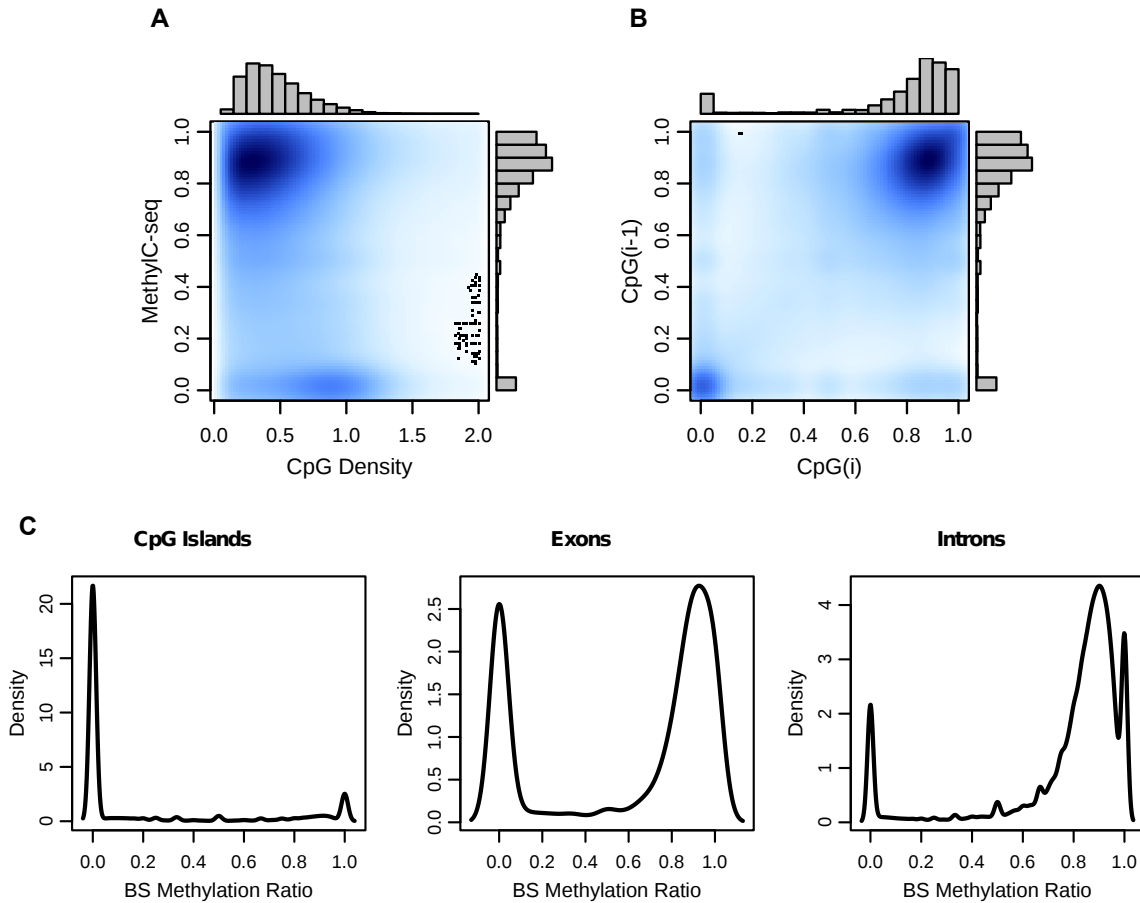 A
B
1.0
0.8
0.6
0.4
0.2
0.0
MethylC-seq
0.0 0.5 1.0 1.5 2.0
CpG Density
1.0
0.8
0.6
0.4
0.2
0.0
CpG(i-1)
0.0 0.2 0.4 0.6 0.8 1.0
CpG(i)
C
CpG Islands
Exons
Introns
20
15
10
5
0
Density
0.0 0.2 0.4 0.6 0.8 1.0
BS Methylation Ratio
2.5
2.0
1.5
1.0
0.5
0.0
Density
0.0 0.2 0.4 0.6 0.8 1.0
BS Methylation Ratio
4
3
2
1
0
Density
0.0 0.2 0.4 0.6 0.8 1.0
BS Methylation Ratio